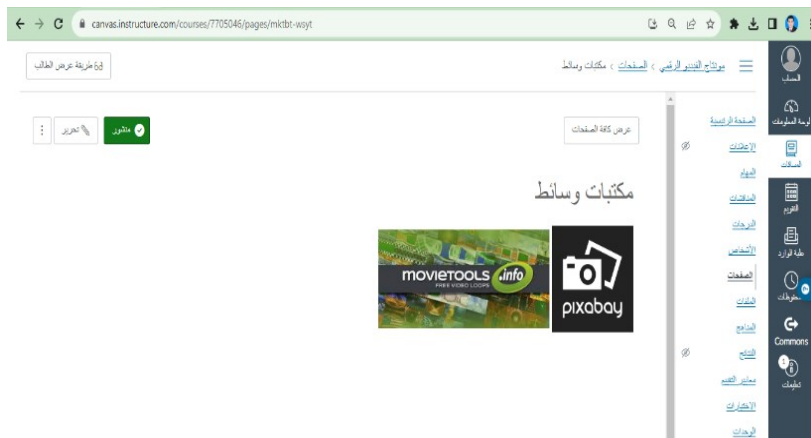 canvas.instructure.com/courses/7705046/pages/mktbt-wsyt
مونتاج الفيديو الرقمي > الصفحات > مكتبات وسائط
طريقة عرض الطالب
عرض كافة الصفحات
منشور
تحرير
مكتبات وسائط
pixabay
MOVIETOOLS .info
FREE VIDEO LOOPS
الصفحة الرئيسية
الإعلانات
المهام
المناقشات
الدرجات
الأشخاص
الصفحات
الملفات
المناهج
النتائج
معايير التقييم
الاختبارات
الوحدات
الحساب
لوحة المعلومات
المساقات
التقويم
علبة الوارد
Commons
تعليمات